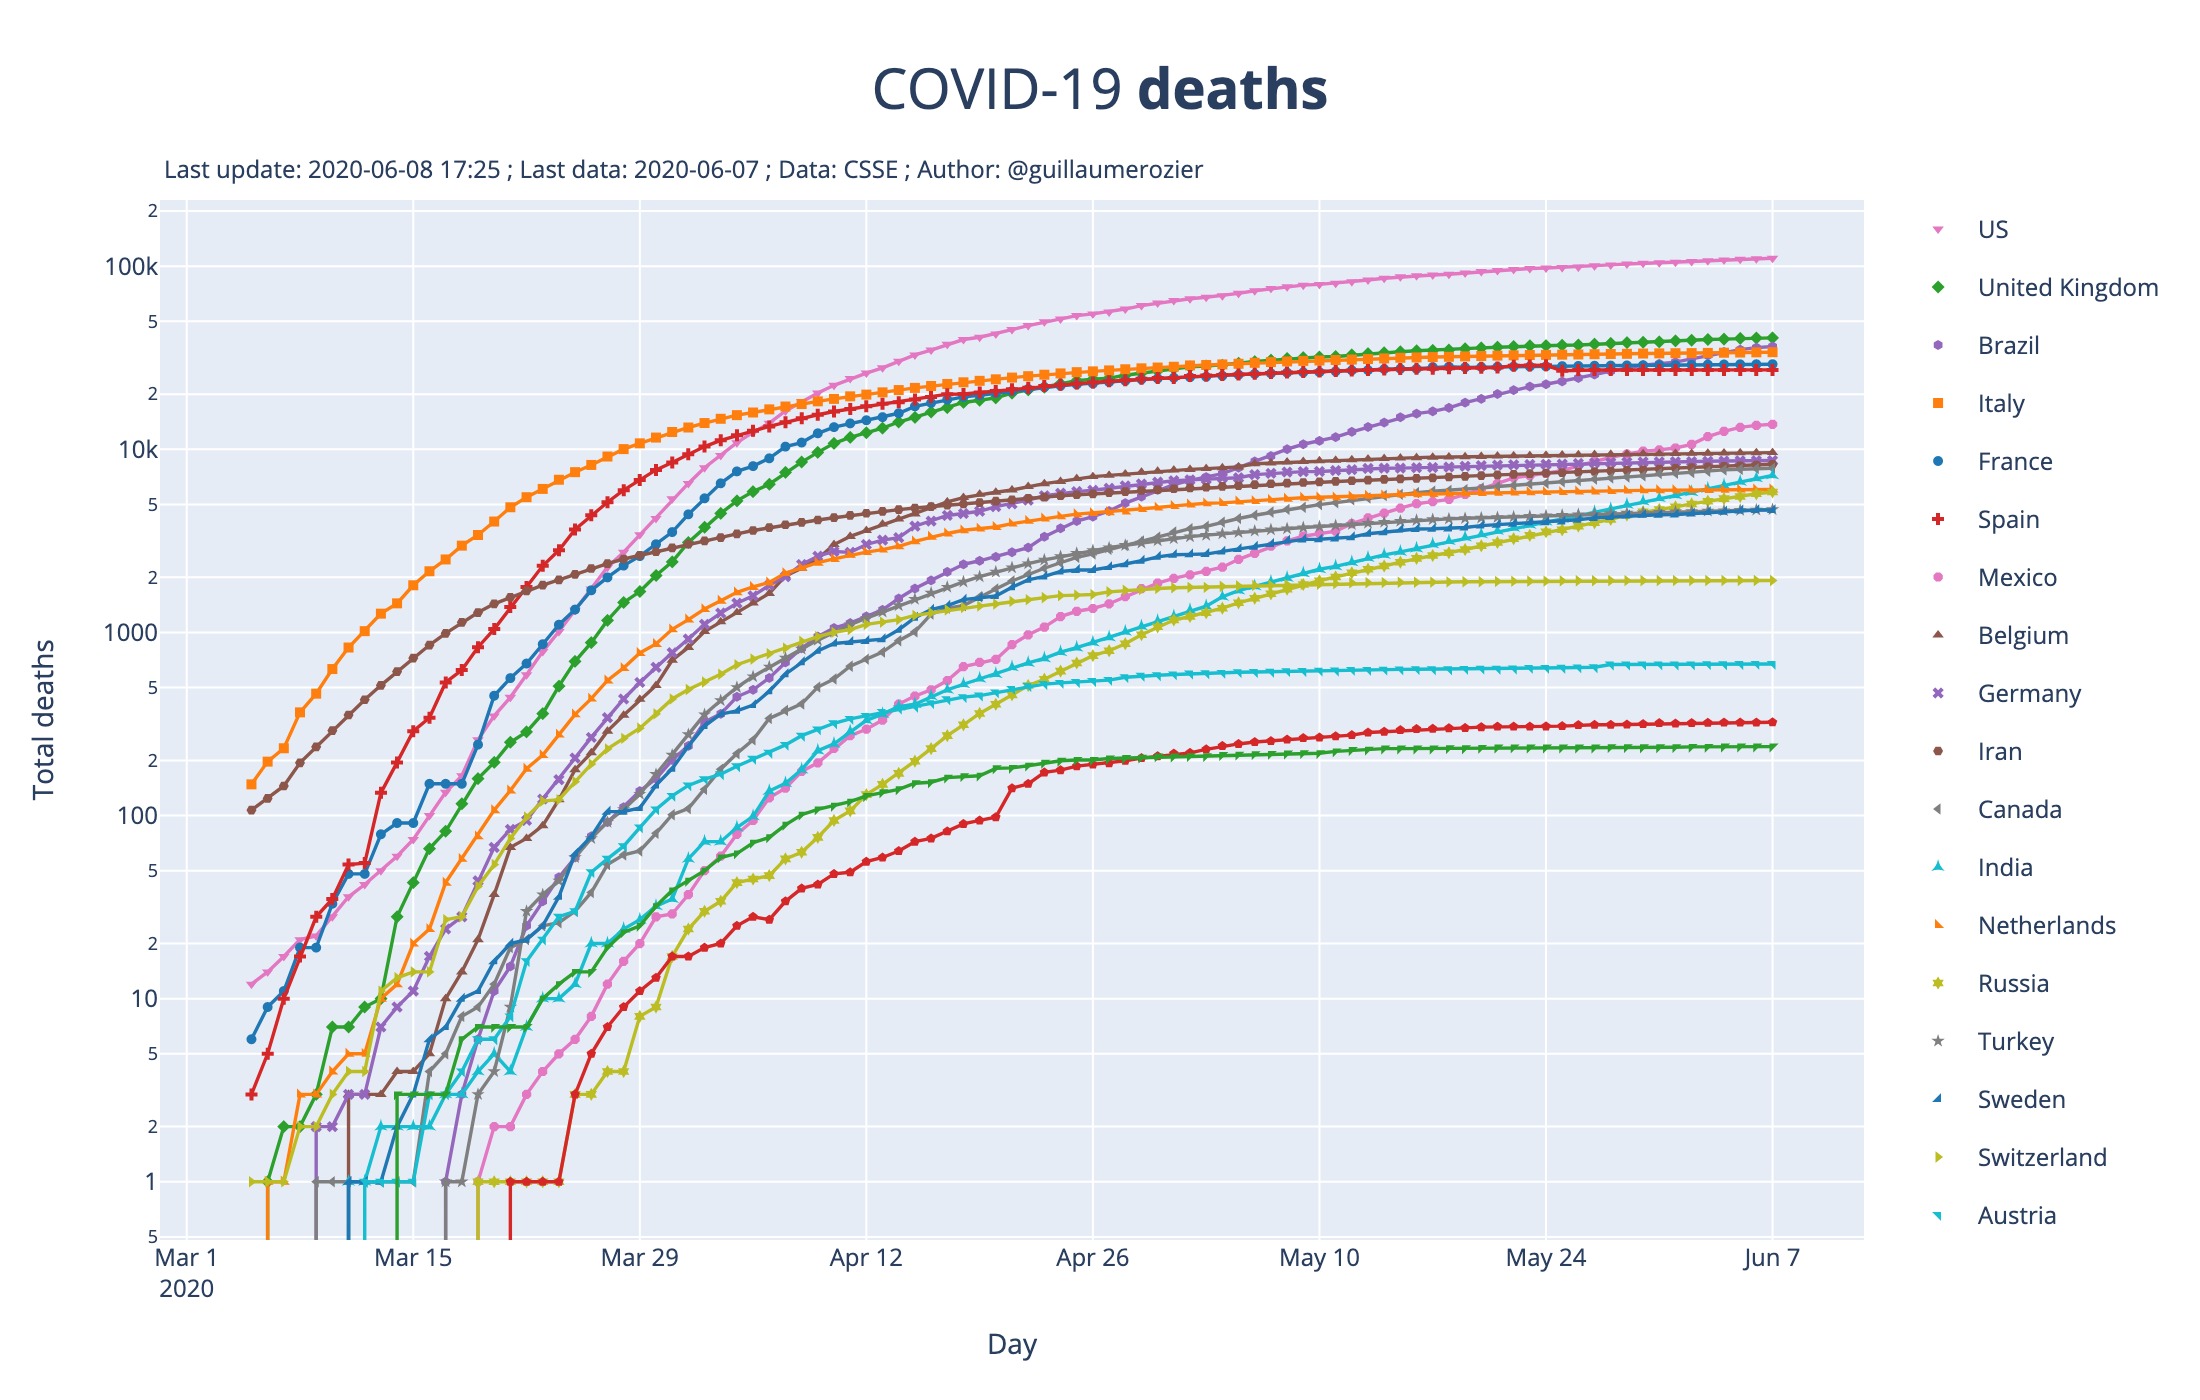 COVID-19 deaths
Last update: 2020-06-08 17:25 ; Last data: 2020-06-07 ; Data: CSSE ; Author: @guillaumerozier
2
100k
5
2
10k
5
2
1000
5
2
100
5
2
10
5
2
1
5
Total deaths
Mar 1
2020
Mar 15
Mar 29
Apr 12
Apr 26
May 10
May 24
Jun 7
Day
US
United Kingdom
Brazil
Italy
France
Spain
Mexico
Belgium
Germany
Iran
Canada
India
Netherlands
Russia
Turkey
Sweden
Switzerland
Austria